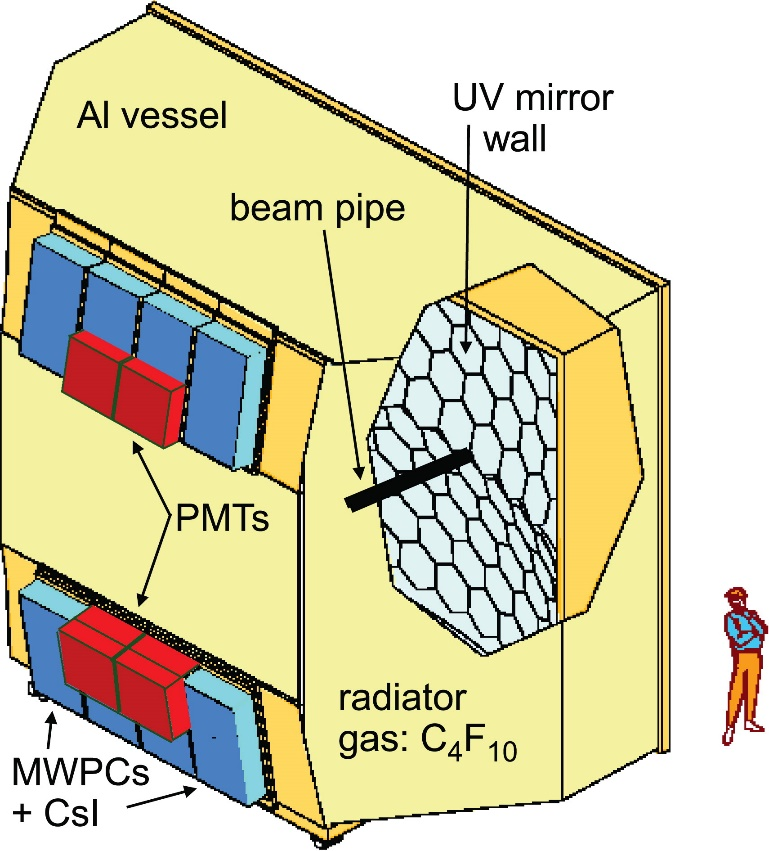 Al vessel
UV mirror
wall
beam pipe
PMTs
radiator
gas: C₄F₁₀
MWPCs
+ CsI